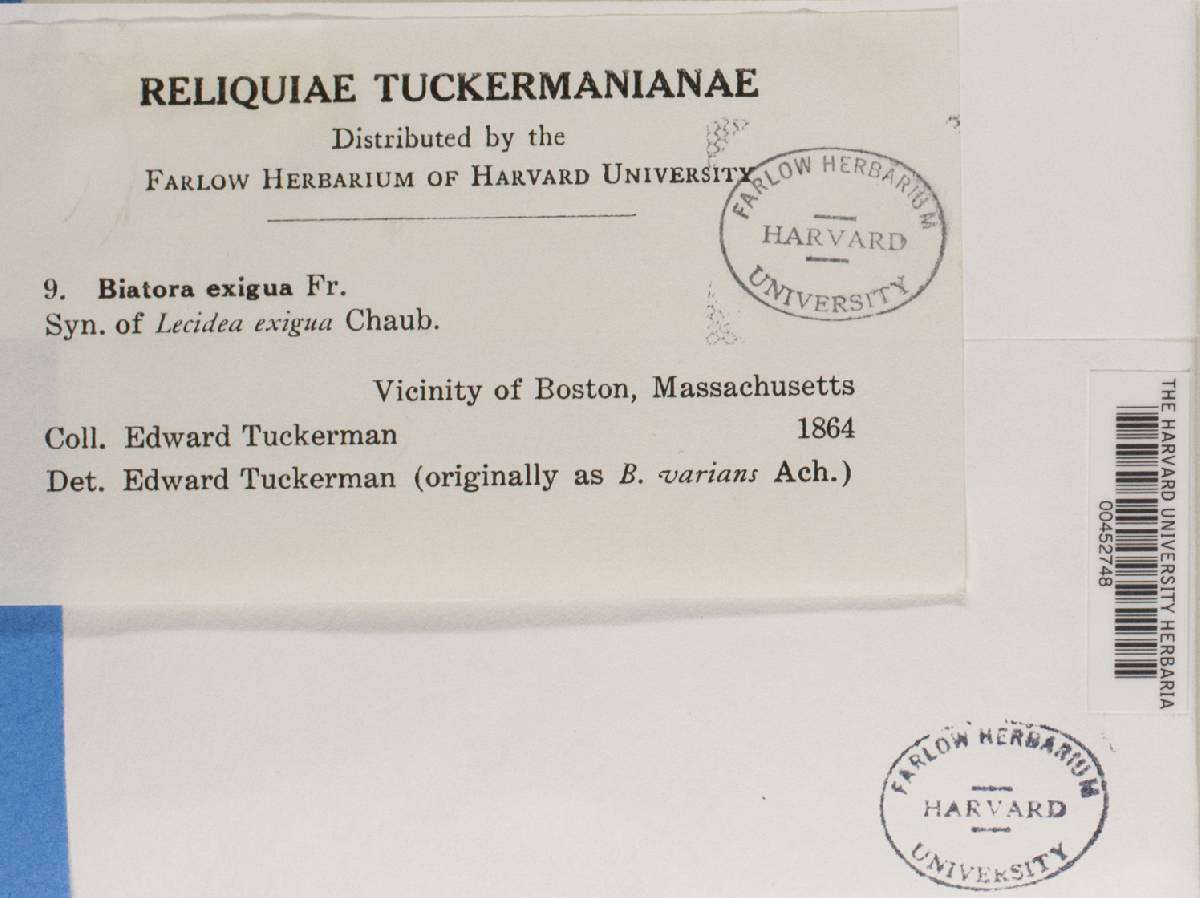 RELIQUIAE TUCKERMANIANAE
Distributed by the
FARLOW HERBARIUM OF HARVARD UNIVERSITY
FARLOW HERBARIUM
HARVARD
UNIVERSITY
9. Biatora exigua Fr.
Syn. of Lecidea exigua Chaub.
Vicinity of Boston, Massachusetts
Coll. Edward Tuckerman 1864
Det. Edward Tuckerman (originally as B. varians Ach.)
THE HARVARD UNIVERSITY HERBARIA
00452748
FARLOW HERBARIUM
HARVARD
UNIVERSITY